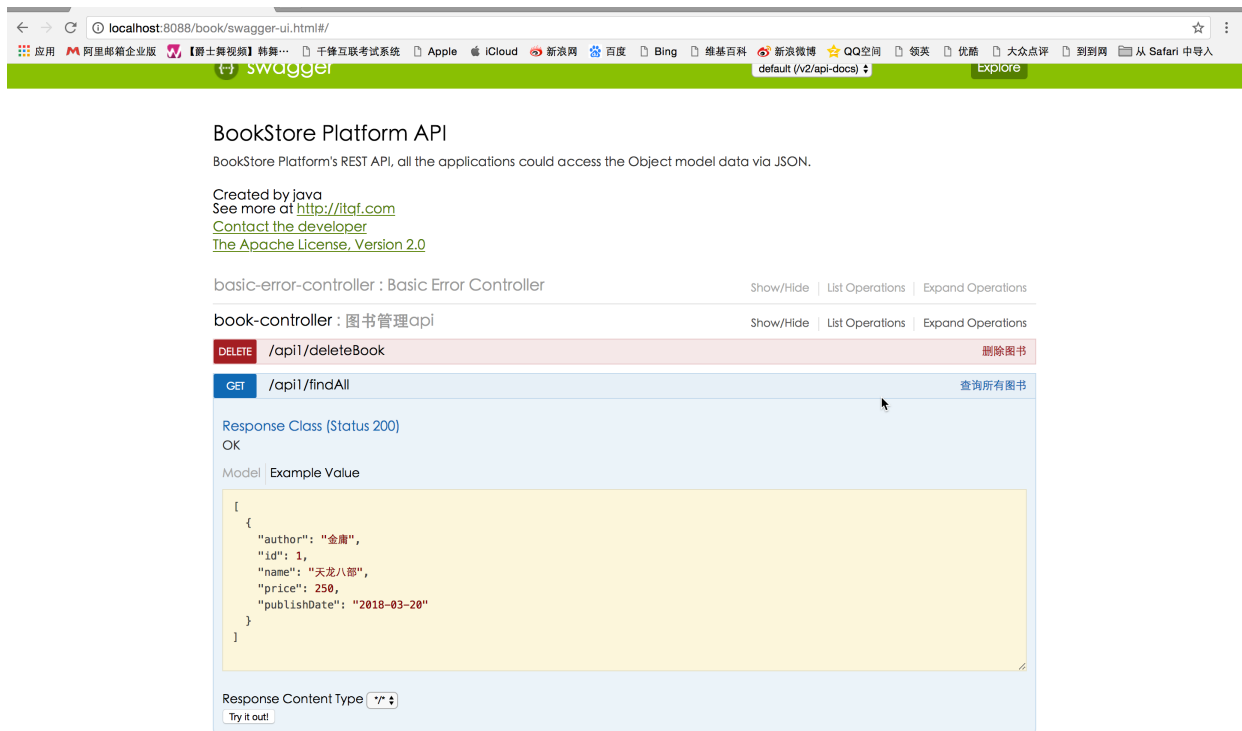 localhost:8088/book/swagger-ui.html#/
应用 阿里邮箱企业版 【爵士舞视频】韩舞… 千锋互联考试系统 Apple iCloud 新浪网 百度 Bing 维基百科 新浪微博 QQ空间 领英 优酷 大众点评 到到网 从 Safari 中导入
{···} swagger default (/v2/api-docs) Explore
BookStore Platform API
BookStore Platform's REST API, all the applications could access the Object model data via JSON.
Created by java
See more at http://itqf.com
Contact the developer
The Apache License, Version 2.0
basic-error-controller : Basic Error Controller Show/Hide List Operations Expand Operations
book-controller : 图书管理api Show/Hide List Operations Expand Operations
DELETE /api1/deleteBook 删除图书
GET /api1/findAll 查询所有图书
Response Class (Status 200)
OK
Model Example Value
[
{
"author": "金庸",
"id": 1,
"name": "天龙八部",
"price": 250,
"publishDate": "2018-03-20"
}
]
Response Content Type */*
Try it out!